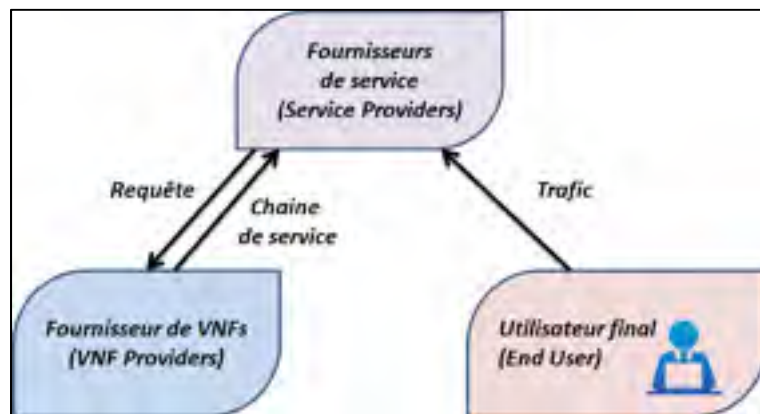 Fournisseurs
de service
(Service Providers)
Requête
Chaine
de service
Trafic
Fournisseur de VNFs
(VNF Providers)
Utilisateur final
(End User)